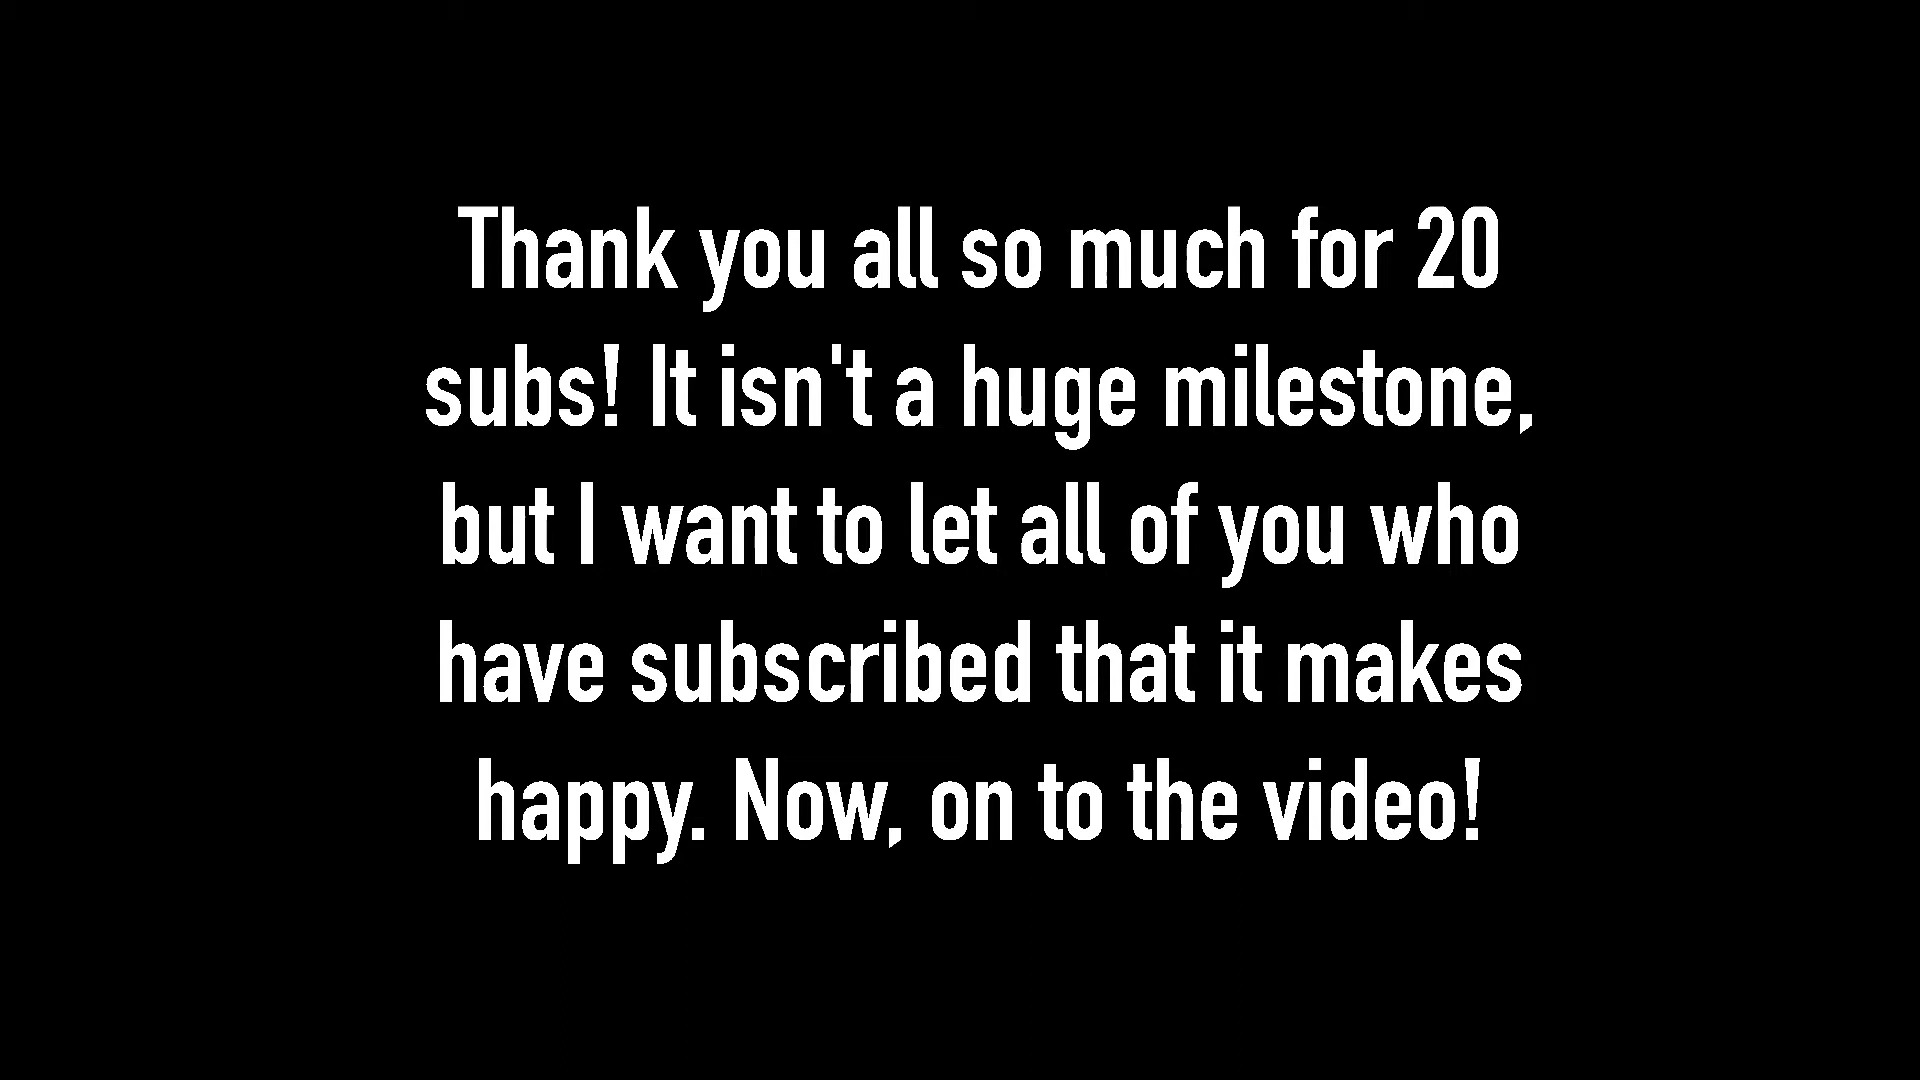 Thank you all so much for 20
subs! It isn't a huge milestone,
but I want to let all of you who
have subscribed that it makes
happy. Now, on to the video!